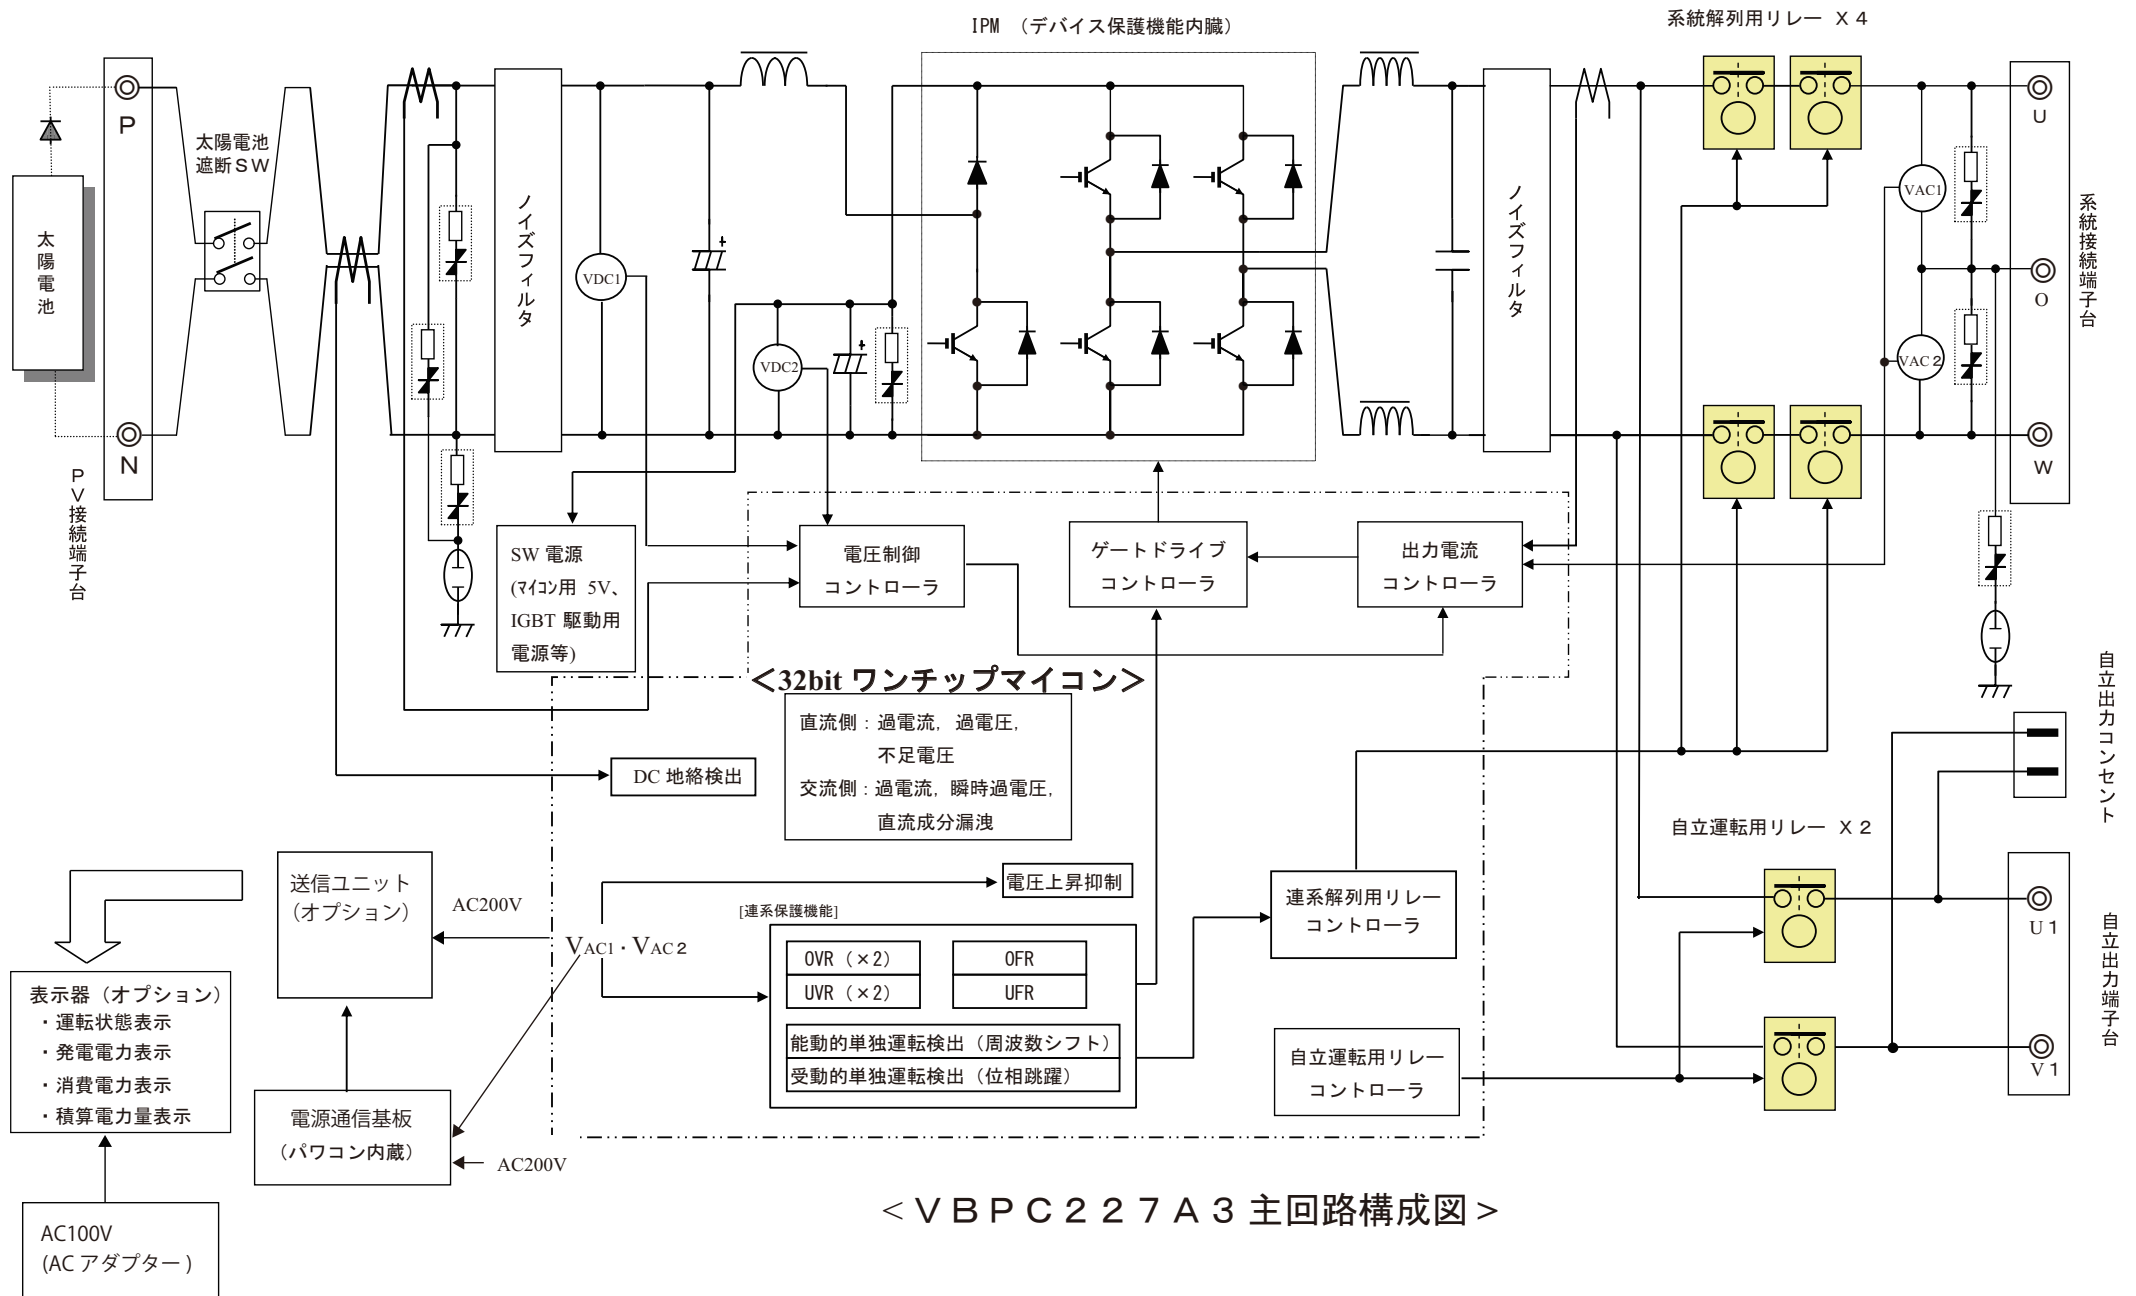 IPM （デバイス保護機能内臓）
系統解列用リレー Ｘ４
P
N
太陽電池
遮断ＳＷ
太陽電池
PV接続端子台
ノイズフィルタ
VDC1
+
VDC2
+
ノイズフィルタ
VAC1
VAC２
U
O
W
系統接続端子台
SW 電源
(ﾏｲｺﾝ用 5V、
IGBT 駆動用
電源等)
電圧制御
コントローラ
ゲートドライブ
コントローラ
出力電流
コントローラ
＜32bit ワンチップマイコン＞
直流側：過電流，過電圧，
不足電圧
交流側：過電流，瞬時過電圧，
直流成分漏洩
DC 地絡検出
自立出力コンセント
自立運転用リレー Ｘ２
送信ユニット
（オプション）
AC200V
VAC1・VAC２
電圧上昇抑制
[連系保護機能]
OVR（×2）
OFR
UVR（×2）
UFR
能動的単独運転検出（周波数シフト）
受動的単独運転検出（位相跳躍）
連系解列用リレー
コントローラ
自立運転用リレー
コントローラ
U１
V１
自立出力端子台
表示器（オプション）
・運転状態表示
・発電電力表示
・消費電力表示
・積算電力量表示
電源通信基板
（パワコン内蔵）
AC200V
AC100V
(AC アダプター )
＜ＶＢＰＣ２２７Ａ３主回路構成図＞